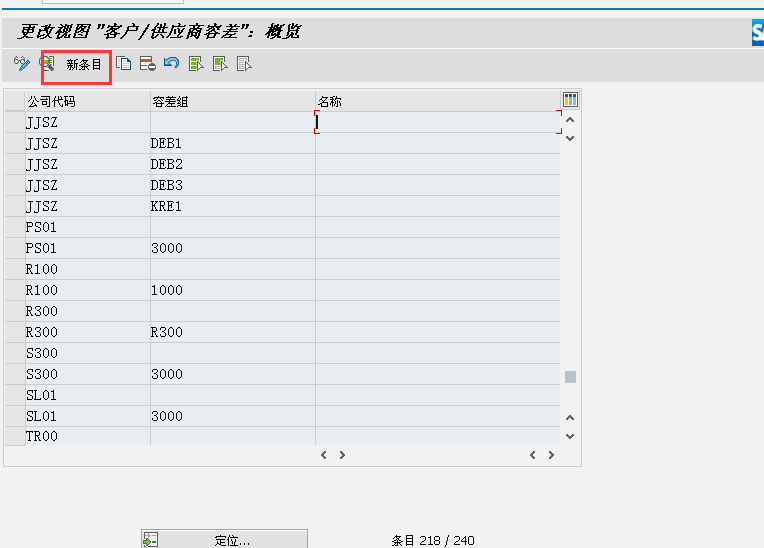 更改视图 "客户/供应商容差": 概览
新条目
公司代码 容差组 名称
JJSZ
JJSZ DEB1
JJSZ DEB2
JJSZ DEB3
JJSZ KRE1
PS01
PS01 3000
R100
R100 1000
R300
R300 R300
S300
S300 3000
SL01
SL01 3000
TR00
定位...
条目 218 / 240